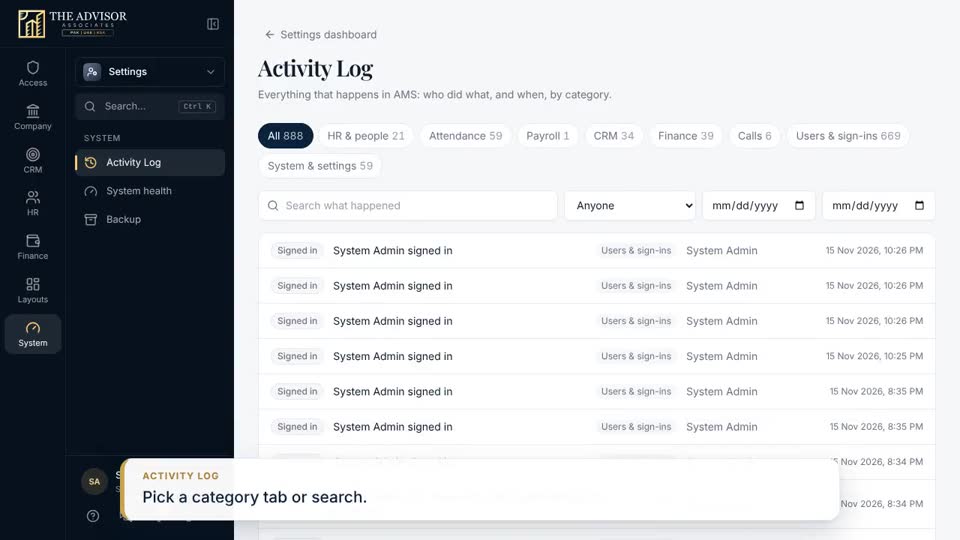 THE ADVISOR
ASSOCIATES
PAK | UAE | KSA
Access
Company
CRM
HR
Finance
Layouts
System
Settings
Search...
Ctrl K
SYSTEM
Activity Log
System health
Backup
SA
Settings dashboard
Activity Log
Everything that happens in AMS: who did what, and when, by category.
All 888
HR & people 21
Attendance 59
Payroll 1
CRM 34
Finance 39
Calls 6
Users & sign-ins 669
System & settings 59
Search what happened
Anyone
mm/dd/yyyy
mm/dd/yyyy
Signed in System Admin signed in Users & sign-ins System Admin 15 Nov 2026, 10:26 PM
Signed in System Admin signed in Users & sign-ins System Admin 15 Nov 2026, 10:26 PM
Signed in System Admin signed in Users & sign-ins System Admin 15 Nov 2026, 10:26 PM
Signed in System Admin signed in Users & sign-ins System Admin 15 Nov 2026, 10:25 PM
Signed in System Admin signed in Users & sign-ins System Admin 15 Nov 2026, 8:35 PM
Signed in System Admin signed in Users & sign-ins System Admin 15 Nov 2026, 8:35 PM
Nov 2026, 8:34 PM
Nov 2026, 8:34 PM
ACTIVITY LOG
Pick a category tab or search.